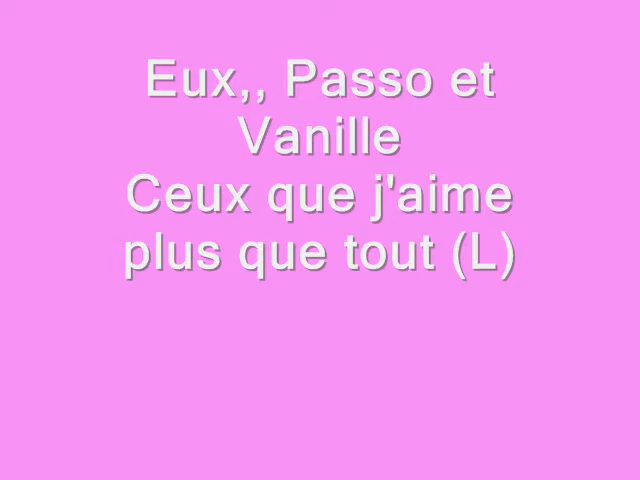 Eux,, Passo et
Vanille
Ceux que j'aime
plus que tout (L)